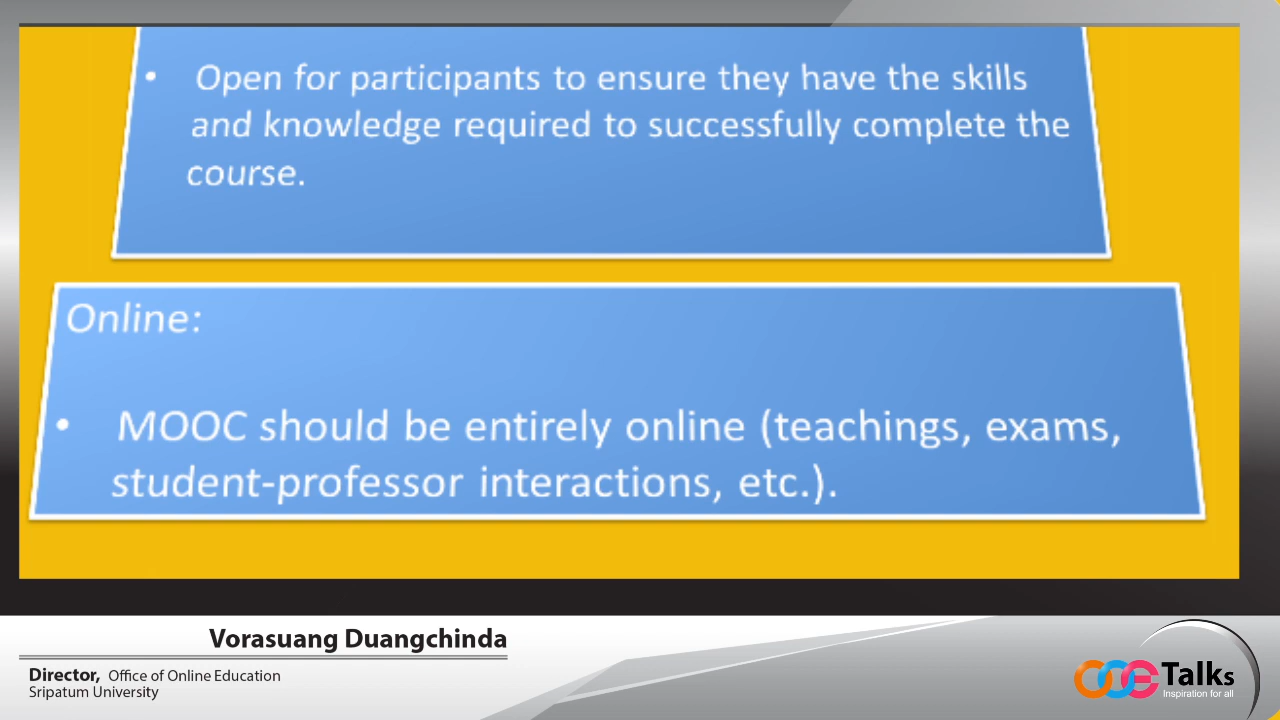 • Open for participants to ensure they have the skills
and knowledge required to successfully complete the
course.
Online:
• MOOC should be entirely online (teachings, exams,
student-professor interactions, etc.).
Vorasuang Duangchinda
Director, Office of Online Education
Sripatum University
OOE Talks
Inspiration for all